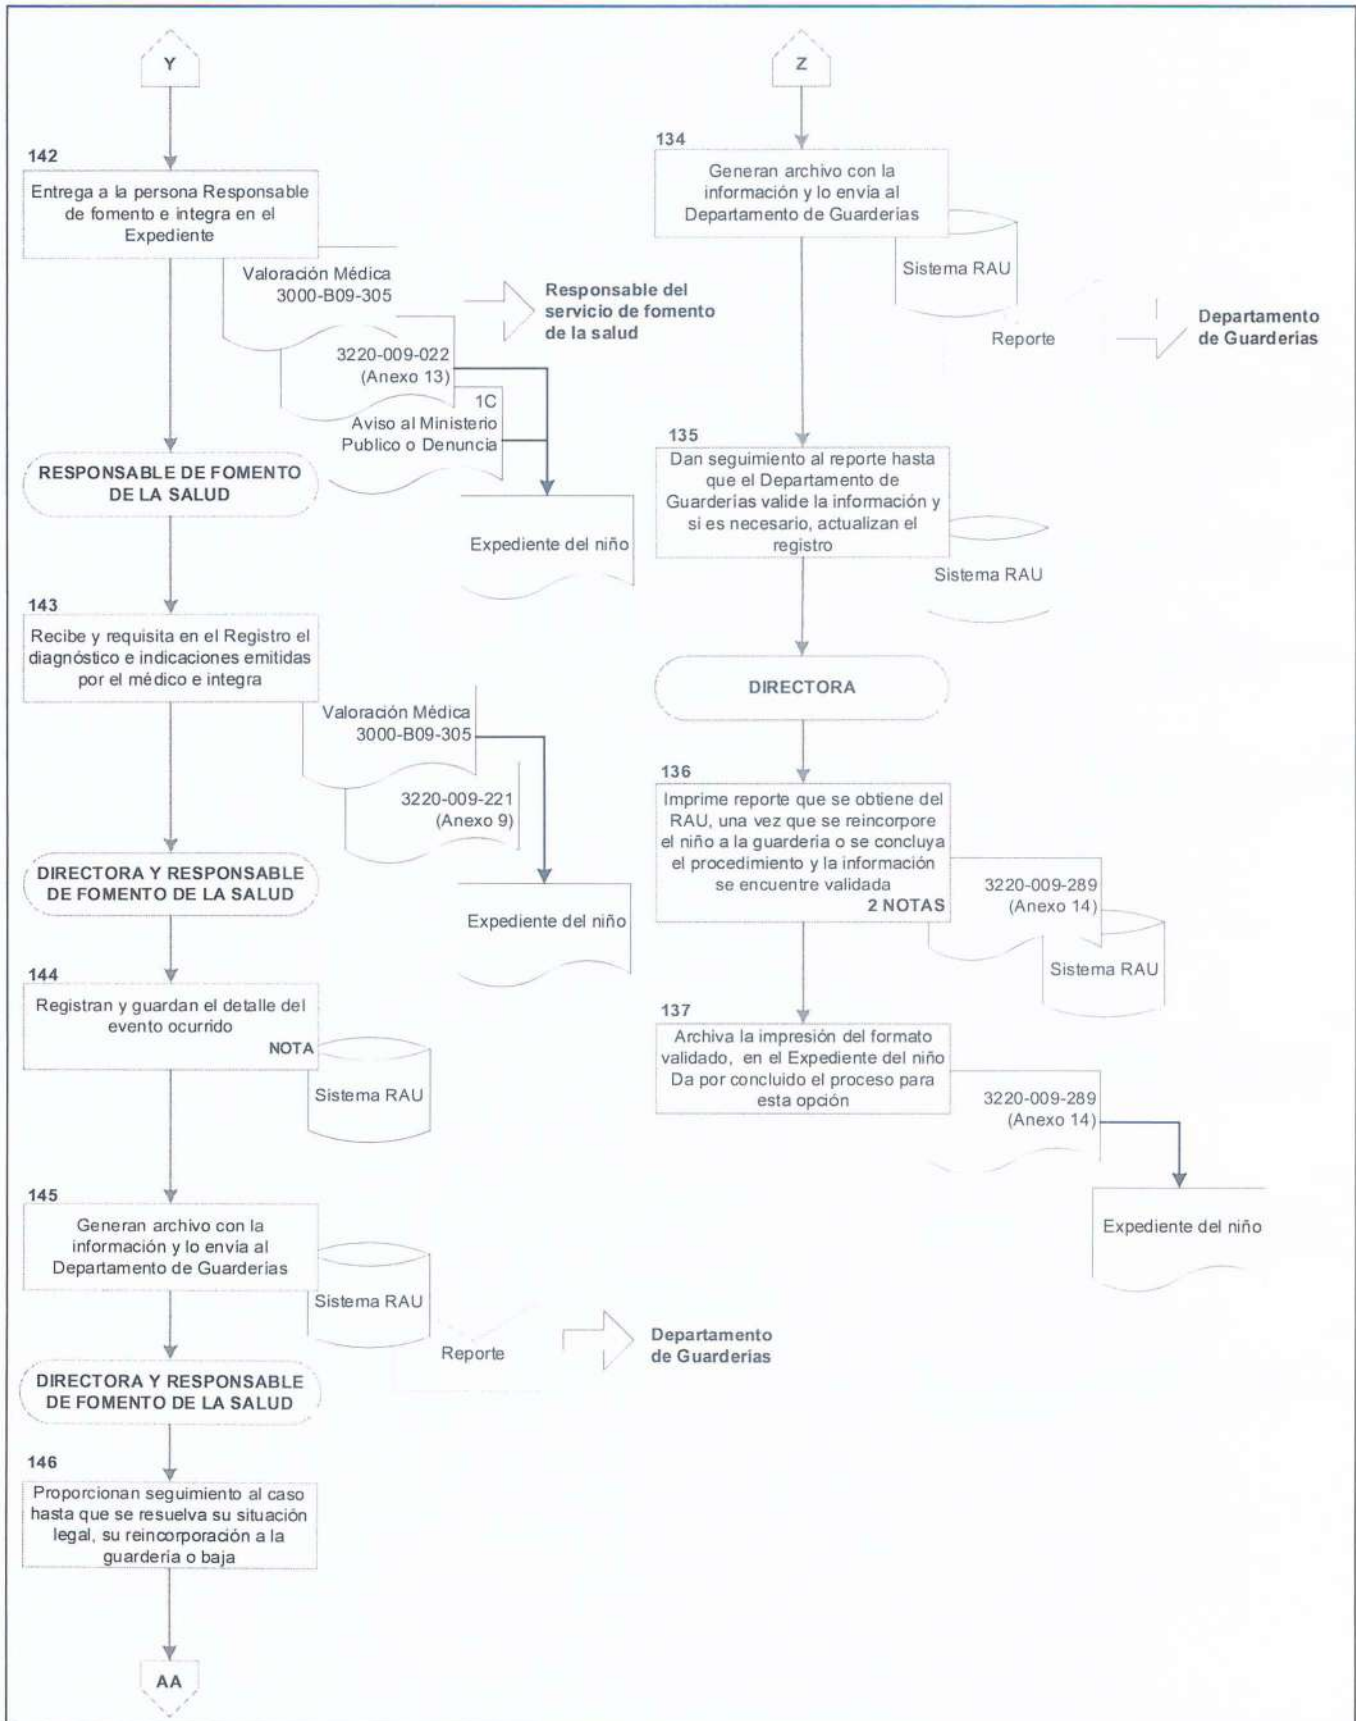 Y
142
Entrega a la persona Responsable
de fomento e integra en el
Expediente
Valoración Médica
3000-B09-305
Responsable del
servicio de fomento
de la salud
3220-009-022
(Anexo 13)
1C
Aviso al Ministerio
Publico o Denuncia
Expediente del niño
RESPONSABLE DE FOMENTO
DE LA SALUD
143
Recibe y requisita en el Registro el
diagnóstico e indicaciones emitidas
por el médico e integra
Valoración Médica
3000-B09-305
3220-009-221
(Anexo 9)
Expediente del niño
DIRECTORA Y RESPONSABLE
DE FOMENTO DE LA SALUD
144
Registran y guardan el detalle del
evento ocurrido
NOTA
Sistema RAU
145
Generan archivo con la
información y lo envía al
Departamento de Guarderías
Sistema RAU
Reporte
Departamento
de Guarderías
DIRECTORA Y RESPONSABLE
DE FOMENTO DE LA SALUD
146
Proporcionan seguimiento al caso
hasta que se resuelva su situación
legal, su reincorporación a la
guardería o baja
AA
Z
134
Generan archivo con la
información y lo envía al
Departamento de Guarderías
Sistema RAU
Reporte
Departamento
de Guarderías
135
Dan seguimiento al reporte hasta
que el Departamento de
Guarderías valide la información y
si es necesario, actualizan el
registro
Sistema RAU
DIRECTORA
136
Imprime reporte que se obtiene del
RAU, una vez que se reincorpore
el niño a la guardería o se concluya
el procedimiento y la información
se encuentre validada
2 NOTAS
3220-009-289
(Anexo 14)
Sistema RAU
137
Archiva la impresión del formato
validado, en el Expediente del niño
Da por concluido el proceso para
esta opción
3220-009-289
(Anexo 14)
Expediente del niño